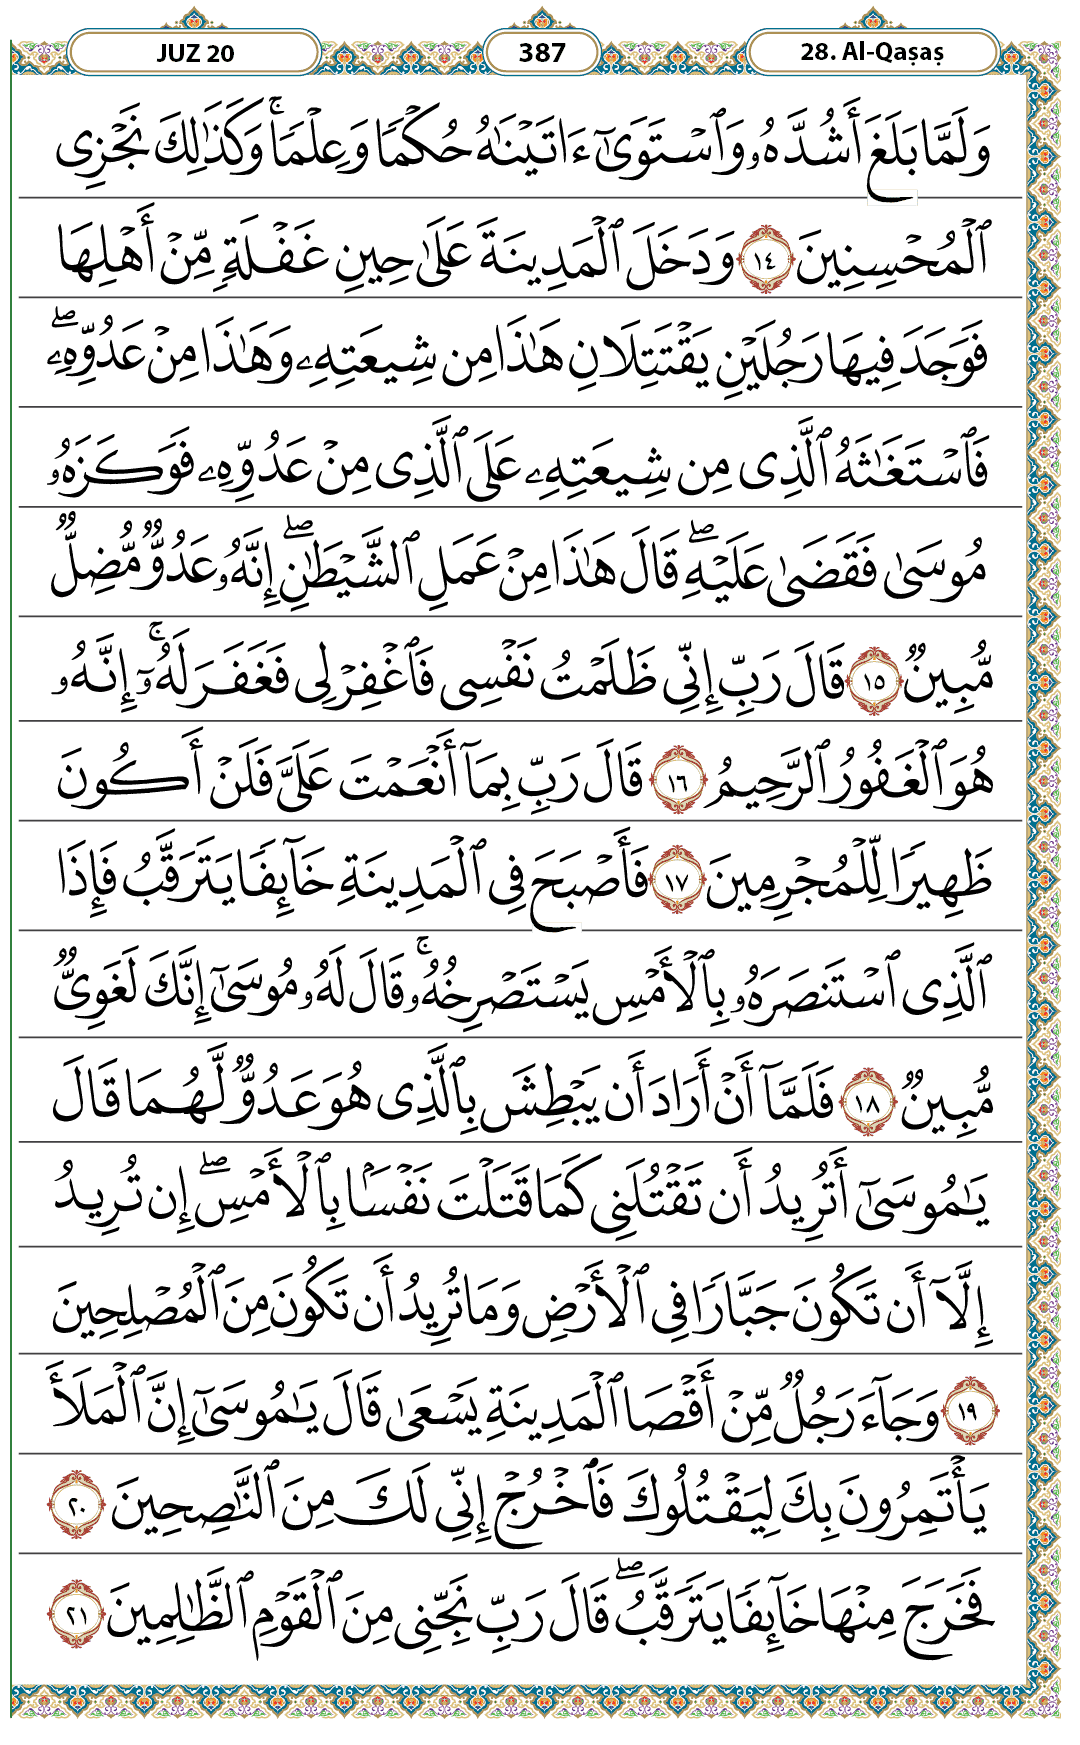 JUZ 20
387
28. Al-Qaṣaṣ
وَلَمَّا بَلَغَ أَشُدَّهُۥ وَٱسْتَوَىٰٓ ءَاتَيْنَٰهُ حُكْمًا وَعِلْمًا ۚ وَكَذَٰلِكَ نَجْزِى
ٱلْمُحْسِنِينَ ١٤ وَدَخَلَ ٱلْمَدِينَةَ عَلَىٰ حِينِ غَفْلَةٍ مِّنْ أَهْلِهَا
فَوَجَدَ فِيهَا رَجُلَيْنِ يَقْتَتِلَانِ هَٰذَا مِن شِيعَتِهِۦ وَهَٰذَا مِنْ عَدُوِّهِۦ ۖ
فَٱسْتَغَٰثَهُ ٱلَّذِى مِن شِيعَتِهِۦ عَلَى ٱلَّذِى مِنْ عَدُوِّهِۦ فَوَكَزَهُۥ
مُوسَىٰ فَقَضَىٰ عَلَيْهِ ۖ قَالَ هَٰذَا مِنْ عَمَلِ ٱلشَّيْطَٰنِ ۖ إِنَّهُۥ عَدُوٌّ مُّضِلٌّ
مُّبِينٌ ١٥ قَالَ رَبِّ إِنِّى ظَلَمْتُ نَفْسِى فَٱغْفِرْ لِى فَغَفَرَ لَهُۥٓ ۚ إِنَّهُۥ
هُوَ ٱلْغَفُورُ ٱلرَّحِيمُ ١٦ قَالَ رَبِّ بِمَآ أَنْعَمْتَ عَلَىَّ فَلَنْ أَكُونَ
ظَهِيرًا لِّلْمُجْرِمِينَ ١٧ فَأَصْبَحَ فِى ٱلْمَدِينَةِ خَآئِفًا يَتَرَقَّبُ فَإِذَا
ٱلَّذِى ٱسْتَنصَرَهُۥ بِٱلْأَمْسِ يَسْتَصْرِخُهُۥ ۚ قَالَ لَهُۥ مُوسَىٰٓ إِنَّكَ لَغَوِىٌّ
مُّبِينٌ ١٨ فَلَمَّآ أَنْ أَرَادَ أَن يَبْطِشَ بِٱلَّذِى هُوَ عَدُوٌّ لَّهُمَا قَالَ
يَٰمُوسَىٰٓ أَتُرِيدُ أَن تَقْتُلَنِى كَمَا قَتَلْتَ نَفْسًۢا بِٱلْأَمْسِ ۖ إِن تُرِيدُ
إِلَّآ أَن تَكُونَ جَبَّارًا فِى ٱلْأَرْضِ وَمَا تُرِيدُ أَن تَكُونَ مِنَ ٱلْمُصْلِحِينَ
١٩ وَجَآءَ رَجُلٌ مِّنْ أَقْصَا ٱلْمَدِينَةِ يَسْعَىٰ قَالَ يَٰمُوسَىٰٓ إِنَّ ٱلْمَلَأَ
يَأْتَمِرُونَ بِكَ لِيَقْتُلُوكَ فَٱخْرُجْ إِنِّى لَكَ مِنَ ٱلنَّٰصِحِينَ ٢٠
فَخَرَجَ مِنْهَا خَآئِفًا يَتَرَقَّبُ ۖ قَالَ رَبِّ نَجِّنِى مِنَ ٱلْقَوْمِ ٱلظَّٰلِمِينَ ٢١